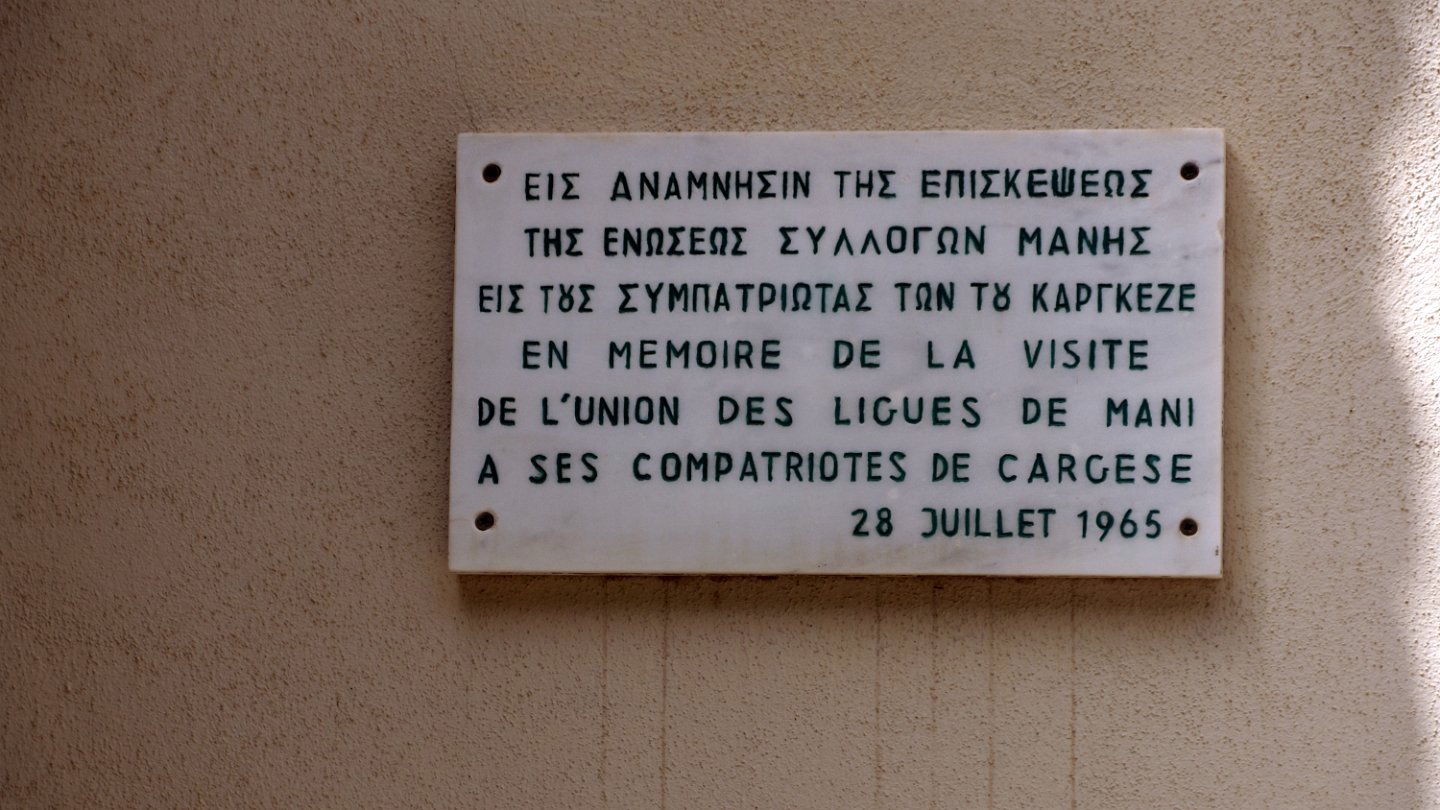 ΕΙΣ ΑΝΑΜΝΗΣΙΝ ΤΗΣ ΕΠΙΣΚΕΨΕΩΣ
ΤΗΣ ΕΝΩΣΕΩΣ ΣΥΛΛΟΓΩΝ ΜΑΝΗΣ
ΕΙΣ ΤȢΣ ΣΥΜΠΑΤΡΙΩΤΑΣ ΤΩΝ ΤȢ ΚΑΡΓΚΕΖΕ
EN MEMOIRE DE LA VISITE
DE L'UNION DES LIGUES DE MANI
A SES COMPATRIOTES DE CARGESE
28 JUILLET 1965